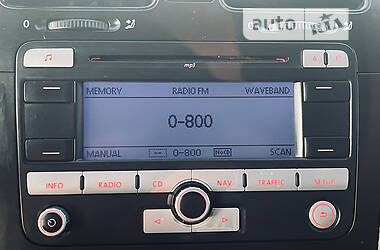 auto RIA
mp3
MEMORY RADIO FM WAVEBAND
0-800
MANUAL 0-800 NoCD SCAN
INFO RADIO CD NAV TRAFFIC SETUP